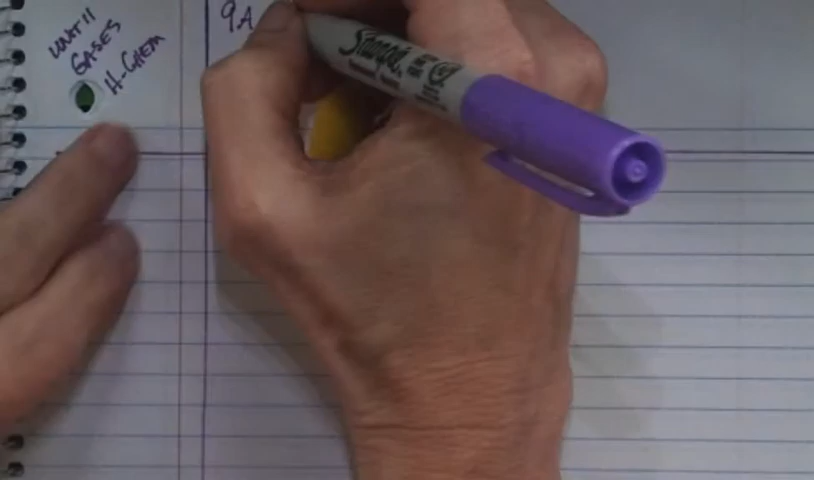 UNIT 11
GASES
H-CHEM
9.A
Sharpie